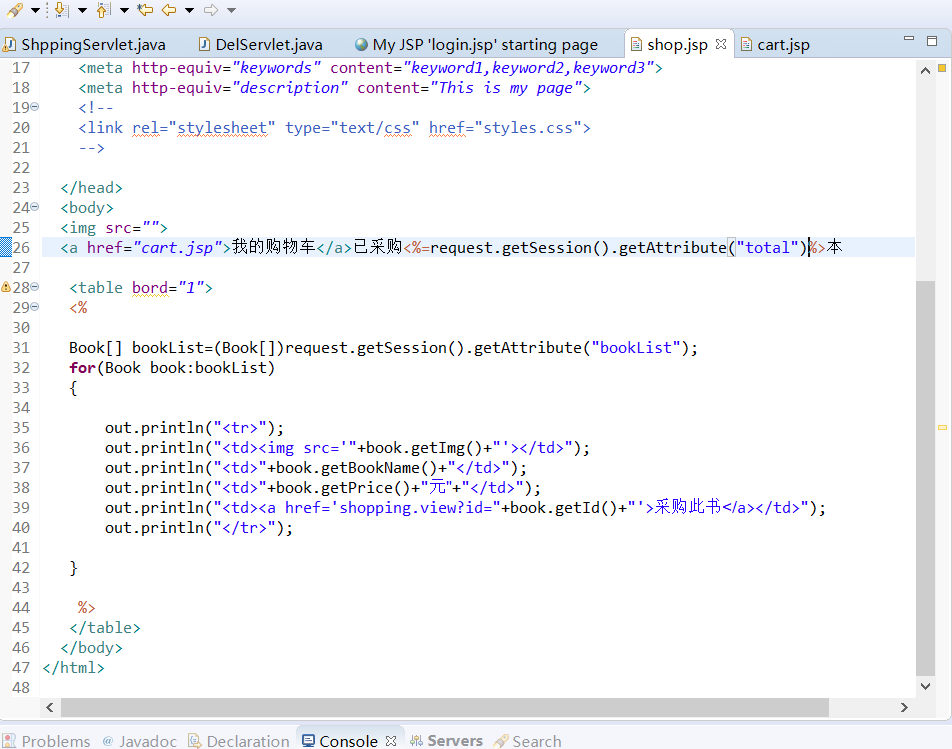 ShppingServlet.java DelServlet.java My JSP 'login.jsp' starting page shop.jsp cart.jsp
17 <meta http-equiv="keywords" content="keyword1,keyword2,keyword3">
18 <meta http-equiv="description" content="This is my page">
19 <!--
20 <link rel="stylesheet" type="text/css" href="styles.css">
21 -->
22
23 </head>
24 <body>
25 <img src="">
26 <a href="cart.jsp">我的购物车</a>已采购<%=request.getSession().getAttribute("total")%>本
27
28 <table bord="1">
29 <%
30
31 Book[] bookList=(Book[])request.getSession().getAttribute("bookList");
32 for(Book book:bookList)
33 {
34
35 out.println("<tr>");
36 out.println("<td><img src='"+book.getImg()+"'></td>");
37 out.println("<td>"+book.getBookName()+"</td>");
38 out.println("<td>"+book.getPrice()+"元"+"</td>");
39 out.println("<td><a href='shopping.view?id="+book.getId()+"'>采购此书</a></td>");
40 out.println("</tr>");
41
42 }
43
44 %>
45 </table>
46 </body>
47 </html>
48
Problems @ Javadoc Declaration Console Servers Search